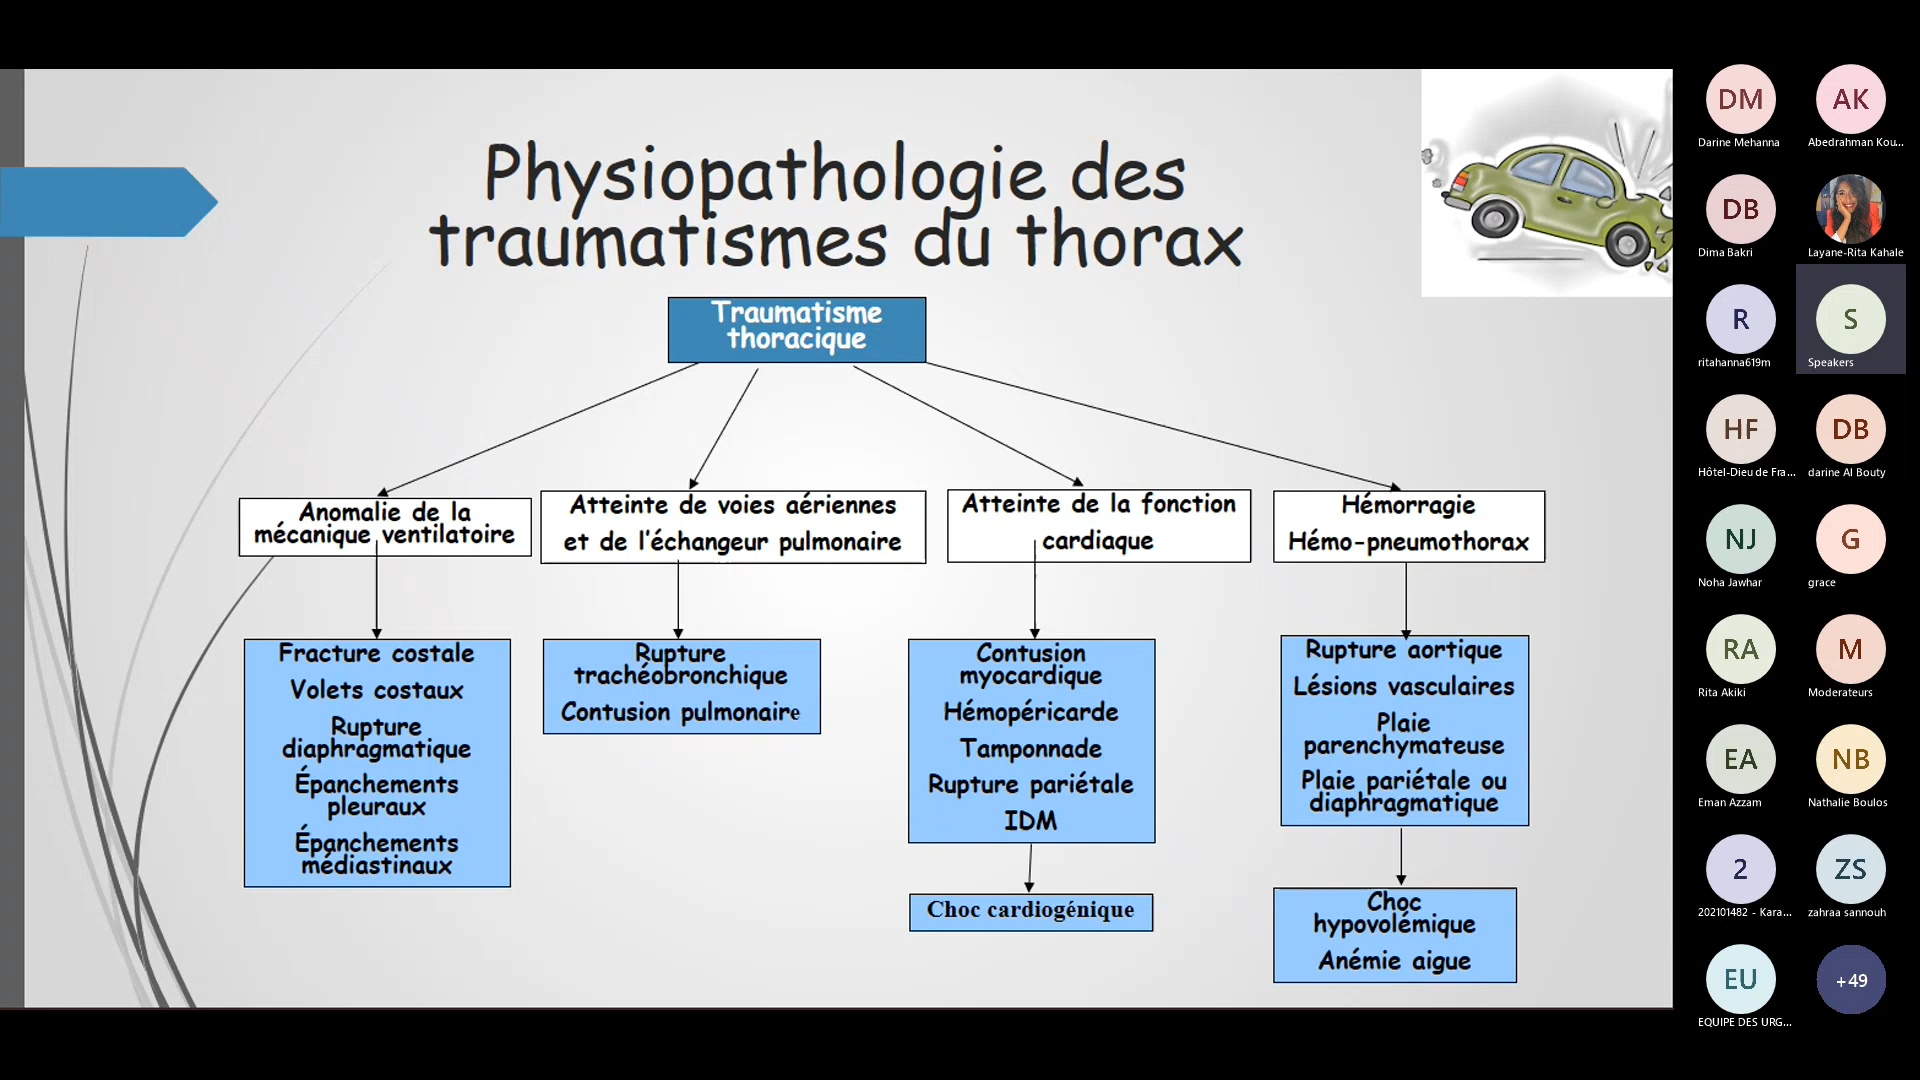 Physiopathologie des
traumatismes du thorax
Traumatisme
thoracique
Anomalie de la
mécanique ventilatoire
Atteinte de voies aériennes
et de l'échangeur pulmonaire
Atteinte de la fonction
cardiaque
Hémorragie
Hémo-pneumothorax
Fracture costale
Volets costaux
Rupture
diaphragmatique
Épanchements
pleuraux
Épanchements
médiastinaux
Rupture
trachéobronchique
Contusion pulmonaire
Contusion
myocardique
Hémopéricarde
Tamponnade
Rupture pariétale
IDM
Choc cardiogénique
Rupture aortique
Lésions vasculaires
Plaie
parenchymateuse
Plaie pariétale ou
diaphragmatique
Choc
hypovolémique
Anémie aigue
DM
Darine Mehanna
AK
Abedrahman Kou...
DB
Dima Bakri
Layane-Rita Kahale
R
ritahanna619m
S
Speakers
HF
Hôtel-Dieu de Fra...
DB
darine Al Bouty
NJ
Noha Jawhar
G
grace
RA
Rita Akiki
M
Moderateurs
EA
Eman Azzam
NB
Nathalie Boulos
2
202101482 - Kara...
ZS
zahraa sannouh
EU
EQUIPE DES URG...
+49